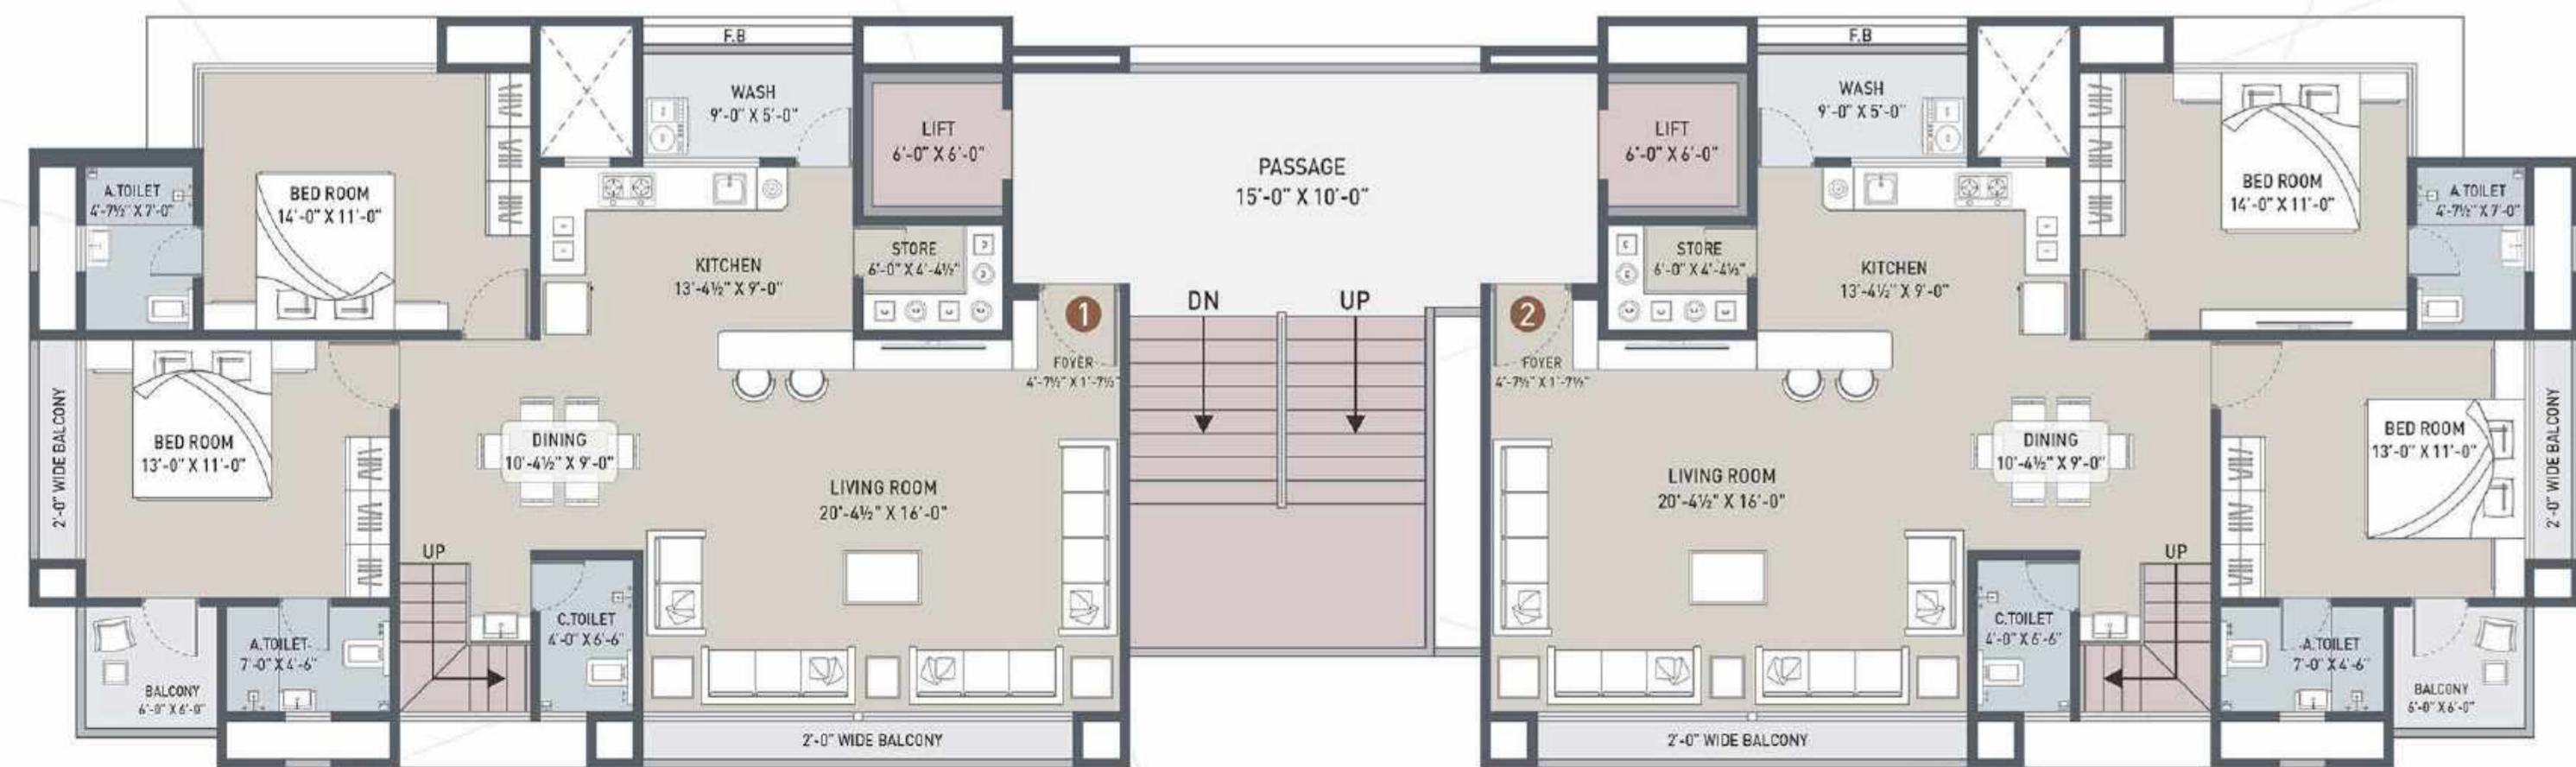 F.B
WASH
9'-0" X 5'-0"
LIFT
6'-0" X 6'-0"
A.TOILET
4'-7½" X 7'-0"
BED ROOM
14'-0" X 11'-0"
STORE
6'-0" X 4'-4½"
KITCHEN
13'-4½" X 9'-0"
1
FOYER
4'-7½" X 1'-7½"
2'-0" WIDE BALCONY
BED ROOM
13'-0" X 11'-0"
DINING
10'-4½" X 9'-0"
LIVING ROOM
20'-4½" X 16'-0"
UP
C.TOILET
4'-0" X 6'-6"
A.TOILET
7'-0" X 4'-6"
BALCONY
6'-0" X 6'-0"
2'-0" WIDE BALCONY
PASSAGE
15'-0" X 10'-0"
DN
UP
F.B
WASH
9'-0" X 5'-0"
LIFT
6'-0" X 6'-0"
BED ROOM
14'-0" X 11'-0"
A.TOILET
4'-7½" X 7'-0"
STORE
6'-0" X 4'-4½"
KITCHEN
13'-4½" X 9'-0"
2
FOYER
4'-7½" X 1'-7½"
DINING
10'-4½" X 9'-0"
BED ROOM
13'-0" X 11'-0"
2'-0" WIDE BALCONY
LIVING ROOM
20'-4½" X 16'-0"
UP
C.TOILET
4'-0" X 6'-6"
A.TOILET
7'-0" X 4'-6"
BALCONY
6'-0" X 6'-0"
2'-0" WIDE BALCONY